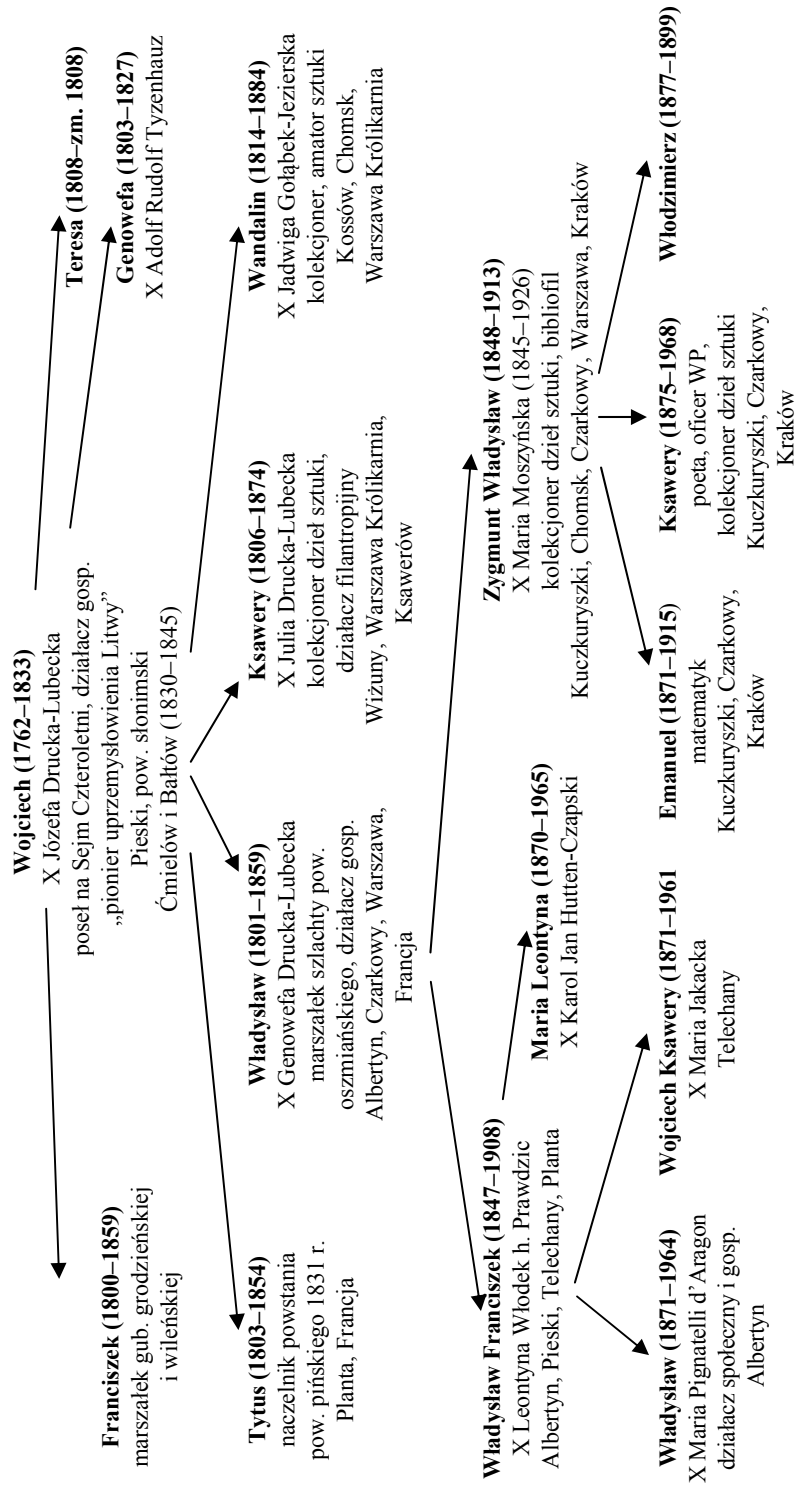 Wojciech (1762–1833)
X Józefa Drucka-Lubecka
poseł na Sejm Czteroletni, działacz gosp.
„pionier uprzemysłowienia Litwy”
Pieski, pow. słonimski
Ćmielów i Bałtów (1830–1845)
Franciszek (1800–1859)
marszałek gub. grodzieńskiej
i wileńskiej
Teresa (1808–zm. 1808)
Genowefa (1803–1827)
X Adolf Rudolf Tyzenhauz
Tytus (1803–1854)
naczelnik powstania
pow. pińskiego 1831 r.
Planta, Francja
Władysław (1801–1859)
X Genowefa Drucka-Lubecka
marszałek szlachty pow.
oszmiańskiego, działacz gosp.
Albertyn, Czarkowy, Warszawa,
Francja
Ksawery (1806–1874)
X Julia Drucka-Lubecka
kolekcjoner dzieł sztuki,
działacz filantropijny
Wiżuny, Warszawa Królikarnia,
Ksawerów
Wandalin (1814–1884)
X Jadwiga Gołąbek-Jezierska
kolekcjoner, amator sztuki
Kossów, Chomsk,
Warszawa Królikarnia
Władysław Franciszek (1847–1908)
X Leontyna Włodek h. Prawdzic
Albertyn, Pieski, Telechany, Planta
Maria Leontyna (1870–1965)
X Karol Jan Hutten-Czapski
Zygmunt Władysław (1848–1913)
X Maria Moszyńska (1845–1926)
kolekcjoner dzieł sztuki, bibliofil
Kuczkuryszki, Chomsk, Czarkowy, Warszawa, Kraków
Władysław (1871–1964)
X Maria Pignatelli d’Aragon
działacz społeczny i gosp.
Albertyn
Wojciech Ksawery (1871–1961
X Maria Jakacka
Telechany
Emanuel (1871–1915)
matematyk
Kuczkuryszki, Czarkowy,
Kraków
Ksawery (1875–1968)
poeta, oficer WP,
kolekcjoner dzieł sztuki
Kuczkuryszki, Czarkowy,
Kraków
Włodzimierz (1877–1899)